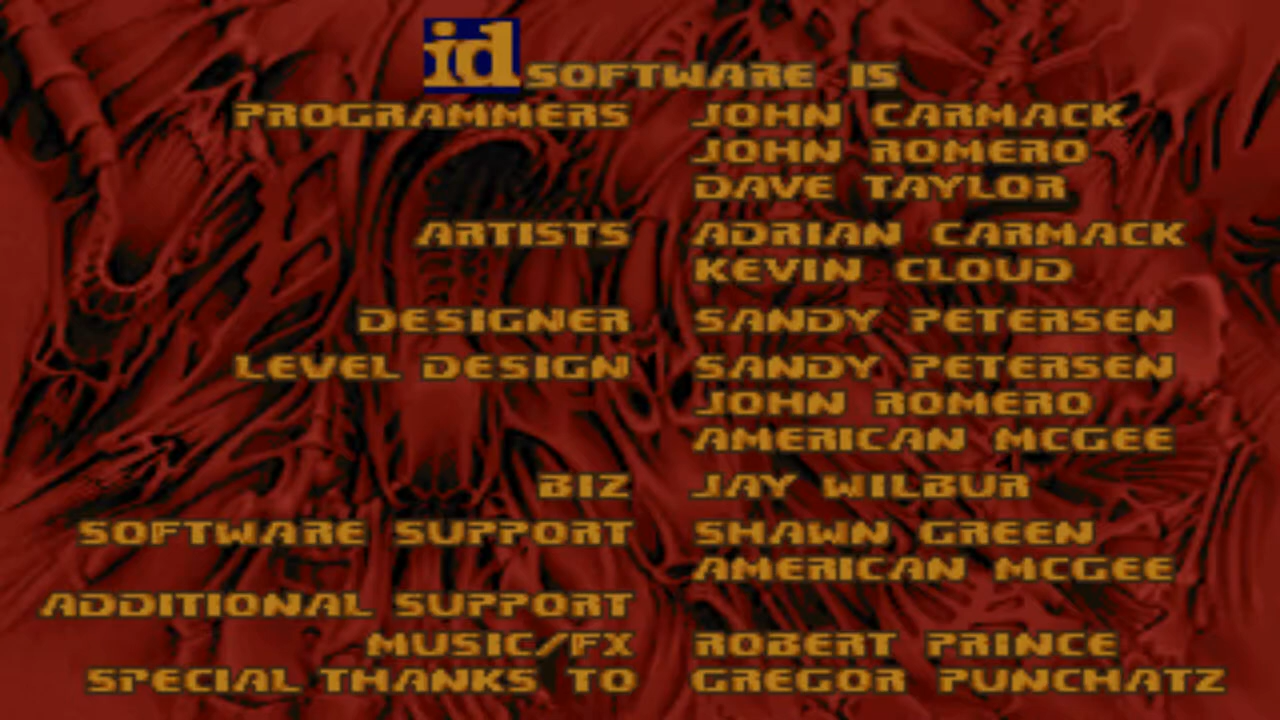 id SOFTWARE IS
PROGRAMMERS JOHN CARMACK
JOHN ROMERO
DAVE TAYLOR
ARTISTS ADRIAN CARMACK
KEVIN CLOUD
DESIGNER SANDY PETERSEN
LEVEL DESIGN SANDY PETERSEN
JOHN ROMERO
AMERICAN MCGEE
BIZ JAY WILBUR
SOFTWARE SUPPORT SHAWN GREEN
AMERICAN MCGEE
ADDITIONAL SUPPORT
MUSIC/FX ROBERT PRINCE
SPECIAL THANKS TO GREGOR PUNCHATZ